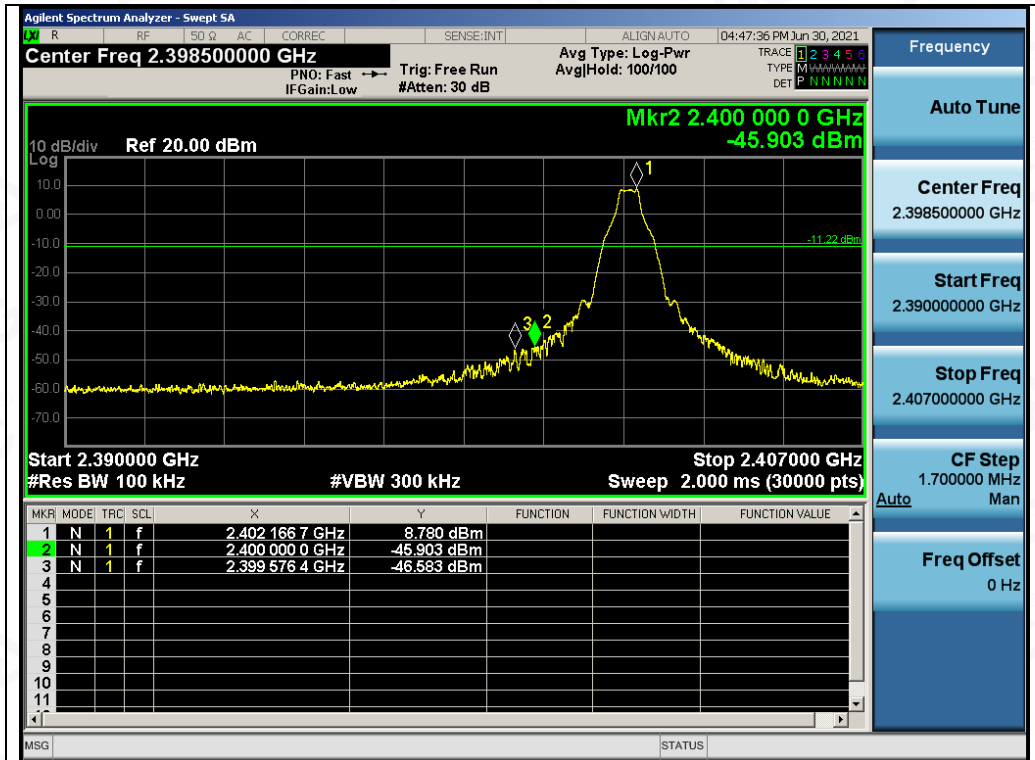 Agilent Spectrum Analyzer - Swept SA
LXI R RF 50 Ω AC CORREC SENSE:INT ALIGN AUTO 04:47:36 PM Jun 30, 2021
Center Freq 2.398500000 GHz
PNO: Fast
IFGain:Low
Trig: Free Run
#Atten: 30 dB
Avg Type: Log-Pwr
Avg|Hold: 100/100
TRACE 1 2 3 4 5 6
TYPE M WWWWW
DET P N N N N N
Mkr2 2.400 000 0 GHz
-45.903 dBm
10 dB/div Ref 20.00 dBm
Log
10.0
0.00
-10.0
-20.0
-30.0
-40.0
-50.0
-60.0
-70.0
1
-11.22 dBm
3 2
Start 2.390000 GHz Stop 2.407000 GHz
#Res BW 100 kHz #VBW 300 kHz Sweep 2.000 ms (30000 pts)
MKR MODE TRC SCL X Y FUNCTION FUNCTION WIDTH FUNCTION VALUE
1 N 1 f 2.402 166 7 GHz 8.780 dBm
2 N 1 f 2.400 000 0 GHz -45.903 dBm
3 N 1 f 2.399 576 4 GHz -46.583 dBm
4
5
6
7
8
9
10
11
MSG STATUS
Frequency
Auto Tune
Center Freq
2.398500000 GHz
Start Freq
2.390000000 GHz
Stop Freq
2.407000000 GHz
CF Step
1.700000 MHz
Auto Man
Freq Offset
0 Hz